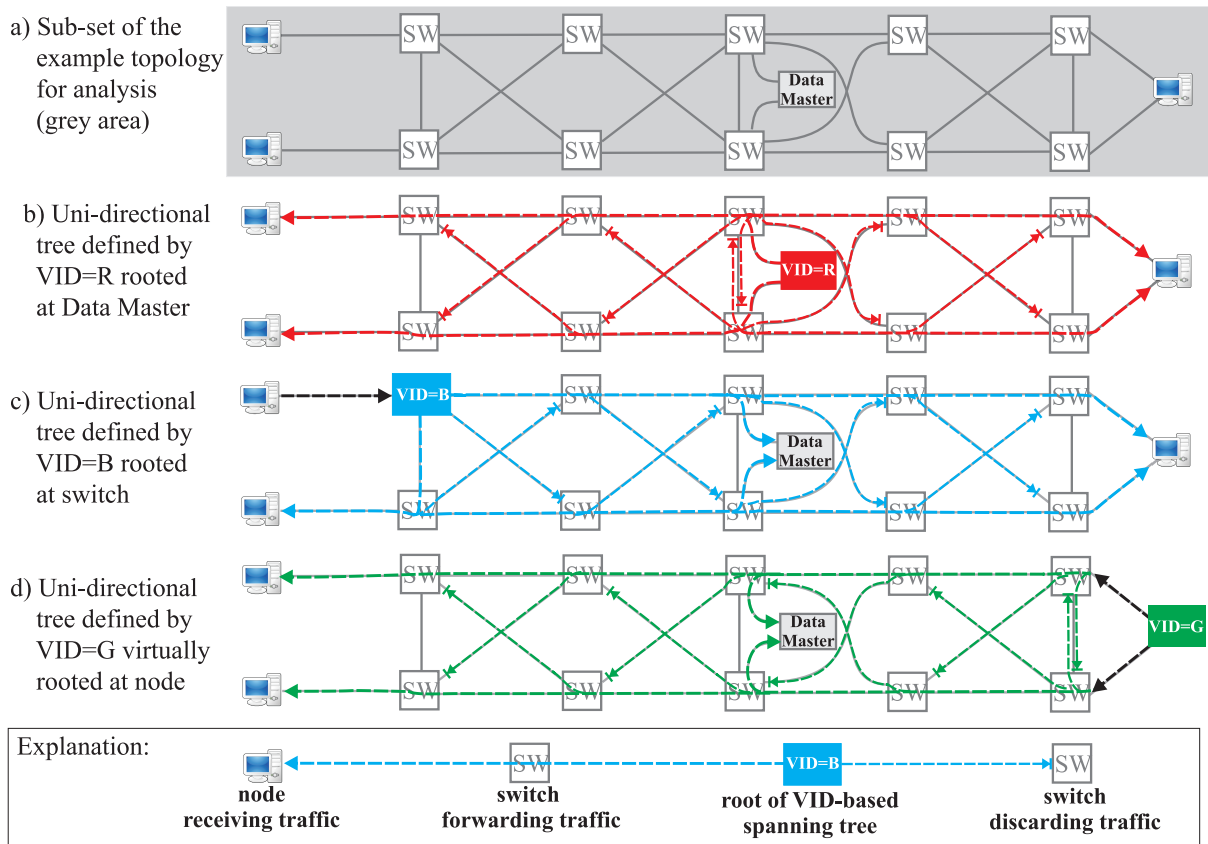 a) Sub-set of the
example topology
for analysis
(grey area)
SW SW SW SW SW
Data
Master
SW SW SW SW SW
b) Uni-directional
tree defined by
VID=R rooted
at Data Master
SW SW SW SW SW
VID=R
SW SW SW SW SW
c) Uni-directional
tree defined by
VID=B rooted
at switch
VID=B SW SW SW SW
Data
Master
SW SW SW SW SW
d) Uni-directional
tree defined by
VID=G virtually
rooted at node
SW SW SW SW SW
Data
Master
VID=G
SW SW SW SW SW
Explanation:
SW VID=B SW
node
receiving traffic
switch
forwarding traffic
root of VID-based
spanning tree
switch
discarding traffic